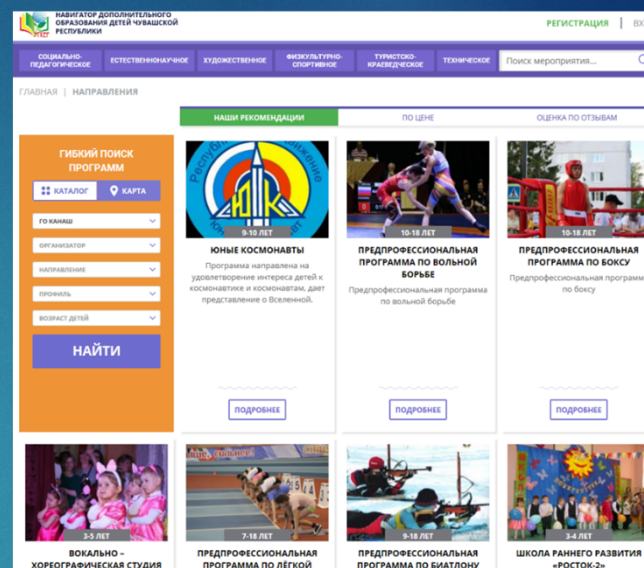 НАВИГАТОР ДОПОЛНИТЕЛЬНОГО
ОБРАЗОВАНИЯ ДЕТЕЙ ЧУВАШСКОЙ
РЕСПУБЛИКИ
РЕГИСТРАЦИЯ | ВХ
СОЦИАЛЬНО-
ПЕДАГОГИЧЕСКОЕ
ЕСТЕСТВЕННОНАУЧНОЕ
ХУДОЖЕСТВЕННОЕ
ФИЗКУЛЬТУРНО-
СПОРТИВНОЕ
ТУРИСТСКО-
КРАЕВЕДЧЕСКОЕ
ТЕХНИЧЕСКОЕ
Поиск мероприятия...
ГЛАВНАЯ | НАПРАВЛЕНИЯ
НАШИ РЕКОМЕНДАЦИИ
ПО ЦЕНЕ
ОЦЕНКА ПО ОТЗЫВАМ
ГИБКИЙ ПОИСК
ПРОГРАММ
КАТАЛОГ
КАРТА
ГО КАНАШ
ОРГАНИЗАТОР
НАПРАВЛЕНИЕ
ПРОФИЛЬ
ВОЗРАСТ ДЕТЕЙ
НАЙТИ
ЮТК
9-10 ЛЕТ
ЮНЫЕ КОСМОНАВТЫ
Программа направлена на
удовлетворение интереса детей к
космонавтике и космонавтам, дает
представление о Вселенной.
ПОДРОБНЕЕ
10-18 ЛЕТ
ПРЕДПРОФЕССИОНАЛЬНАЯ
ПРОГРАММА ПО ВОЛЬНОЙ
БОРЬБЕ
Предпрофессиональная программа
по вольной борьбе
ПОДРОБНЕЕ
10-18 ЛЕТ
ПРЕДПРОФЕССИОНАЛЬНАЯ
ПРОГРАММА ПО БОКСУ
Предпрофессиональная программ
по боксу
ПОДРОБНЕЕ
3-5 ЛЕТ
ВОКАЛЬНО –
ХОРЕОГРАФИЧЕСКАЯ СТУДИЯ
7-18 ЛЕТ
ПРЕДПРОФЕССИОНАЛЬНАЯ
ПРОГРАММА ПО ЛЁГКОЙ
9-18 ЛЕТ
ПРЕДПРОФЕССИОНАЛЬНАЯ
ПРОГРАММА ПО БИАТЛОНУ
3-4 ЛЕТ
ШКОЛА РАННЕГО РАЗВИТИЯ
«РОСТОК-2»